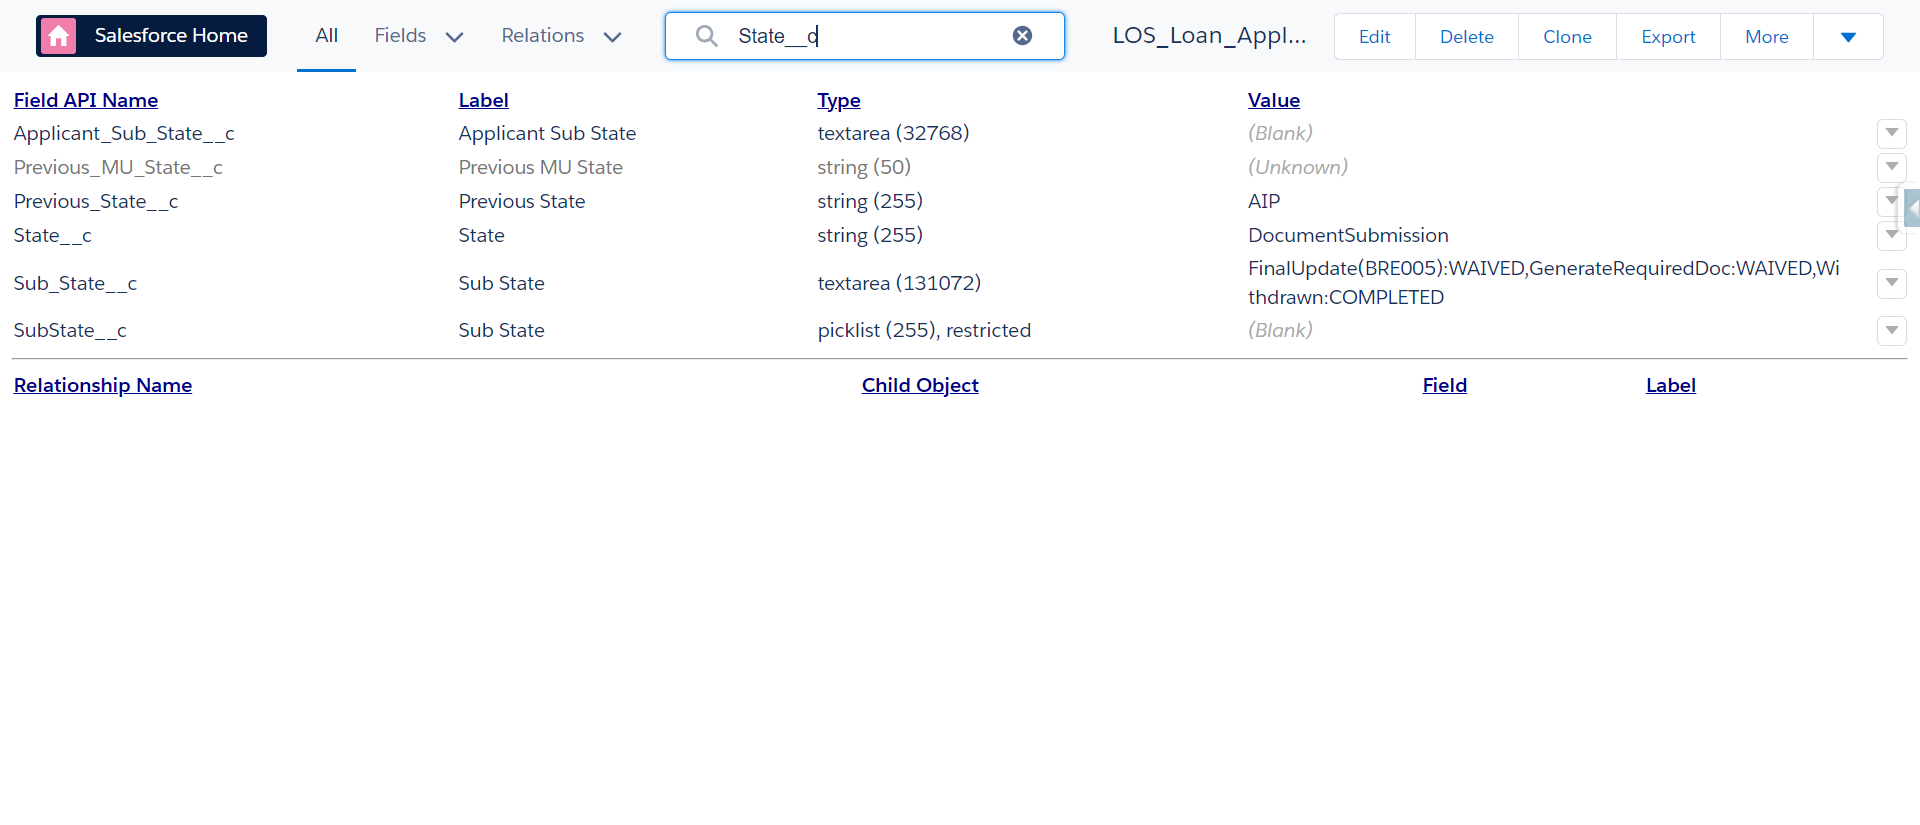 Salesforce Home All Fields Relations State__c LOS_Loan_Appl... Edit Delete Clone Export More
Field API Name Label Type Value
Applicant_Sub_State__c Applicant Sub State textarea (32768) (Blank)
Previous_MU_State__c Previous MU State string (50) (Unknown)
Previous_State__c Previous State string (255) AIP
State__c State string (255) DocumentSubmission
Sub_State__c Sub State textarea (131072) FinalUpdate(BRE005):WAIVED,GenerateRequiredDoc:WAIVED,Wi
thdrawn:COMPLETED
SubState__c Sub State picklist (255), restricted (Blank)
Relationship Name Child Object Field Label